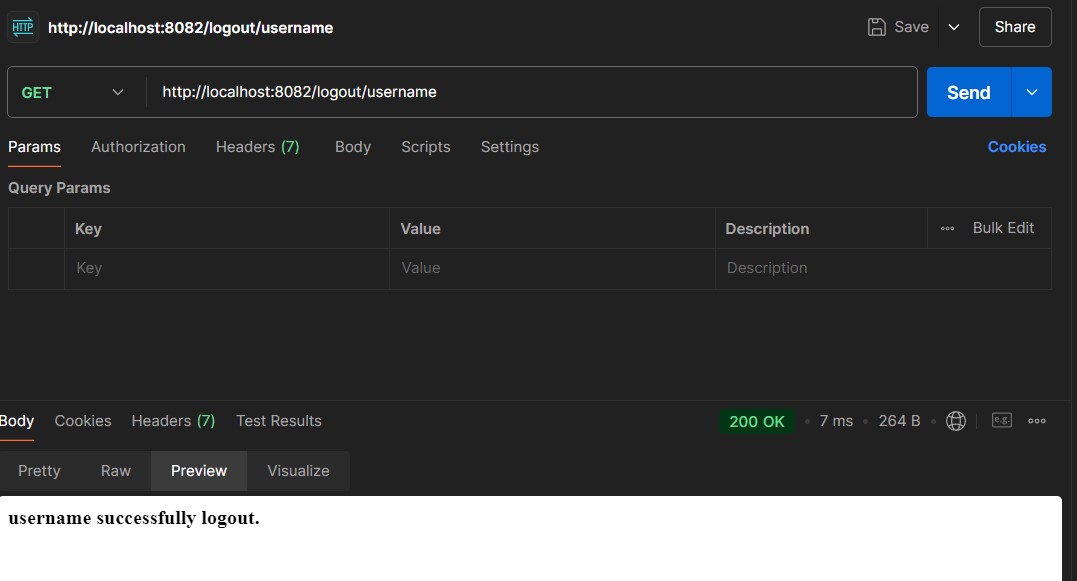 HTTP http://localhost:8082/logout/username Save Share
GET http://localhost:8082/logout/username Send
Params Authorization Headers (7) Body Scripts Settings Cookies
Query Params
Key Value Description Bulk Edit
Key Value Description
Body Cookies Headers (7) Test Results 200 OK 7 ms 264 B e.g.
Pretty Raw Preview Visualize
username successfully logout.